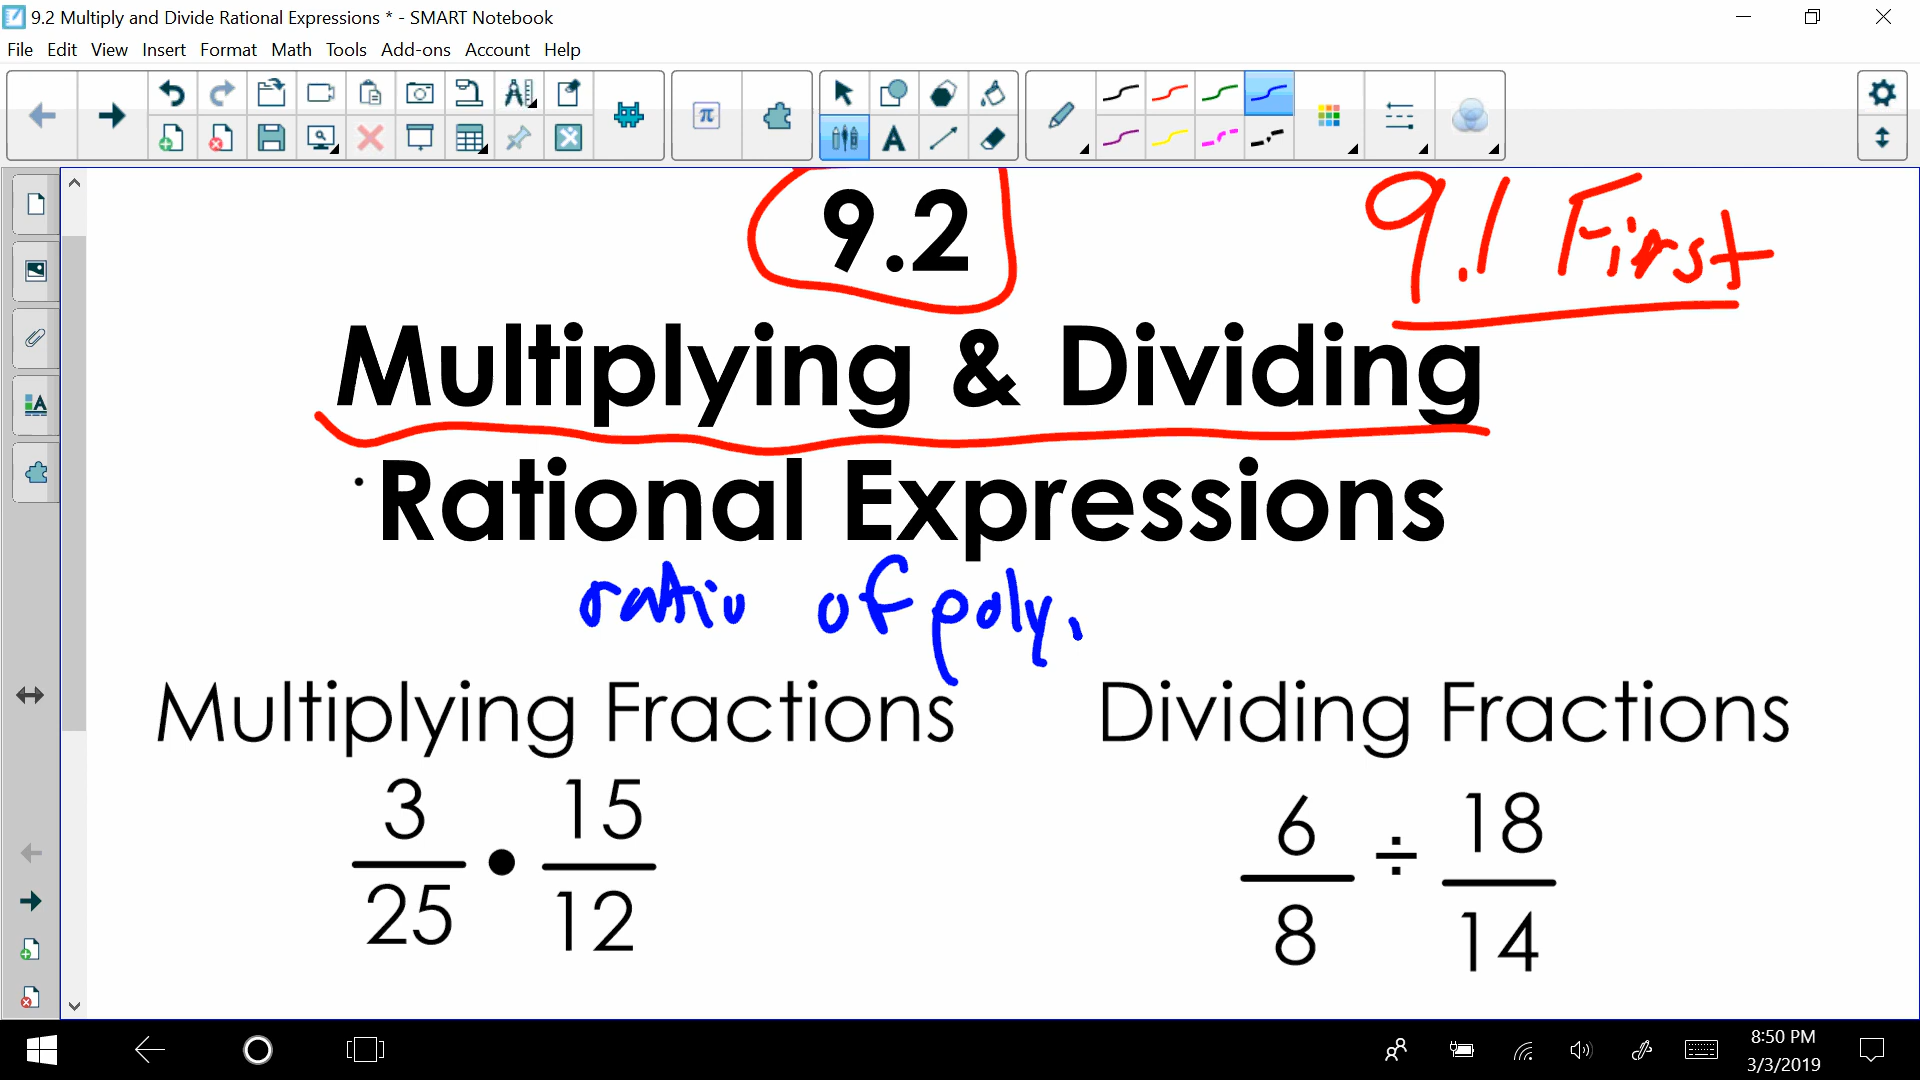 9.2 Multiply and Divide Rational Expressions * - SMART Notebook
File Edit View Insert Format Math Tools Add-ons Account Help
π
A
A
9.2
9.1 First
Multiplying & Dividing
Rational Expressions
ratio of poly.
Multiplying Fractions
Dividing Fractions
3/25 • 15/12
6/8 ÷ 18/14
8:50 PM
3/3/2019